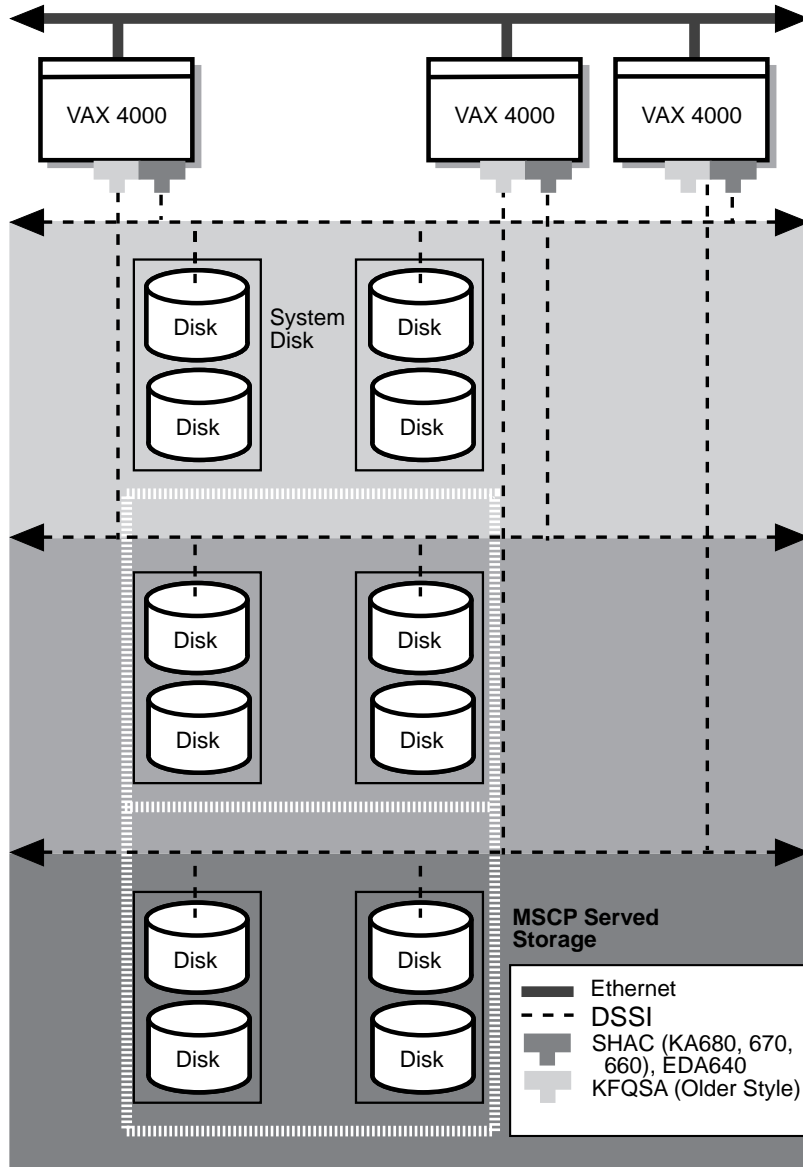 VAX 4000
VAX 4000
VAX 4000
Disk
System
Disk
Disk
Disk
Disk
Disk
Disk
Disk
Disk
Disk
Disk
MSCP Served
Storage
Disk
Disk
Ethernet
DSSI
SHAC (KA680, 670,
660), EDA640
KFQSA (Older Style)